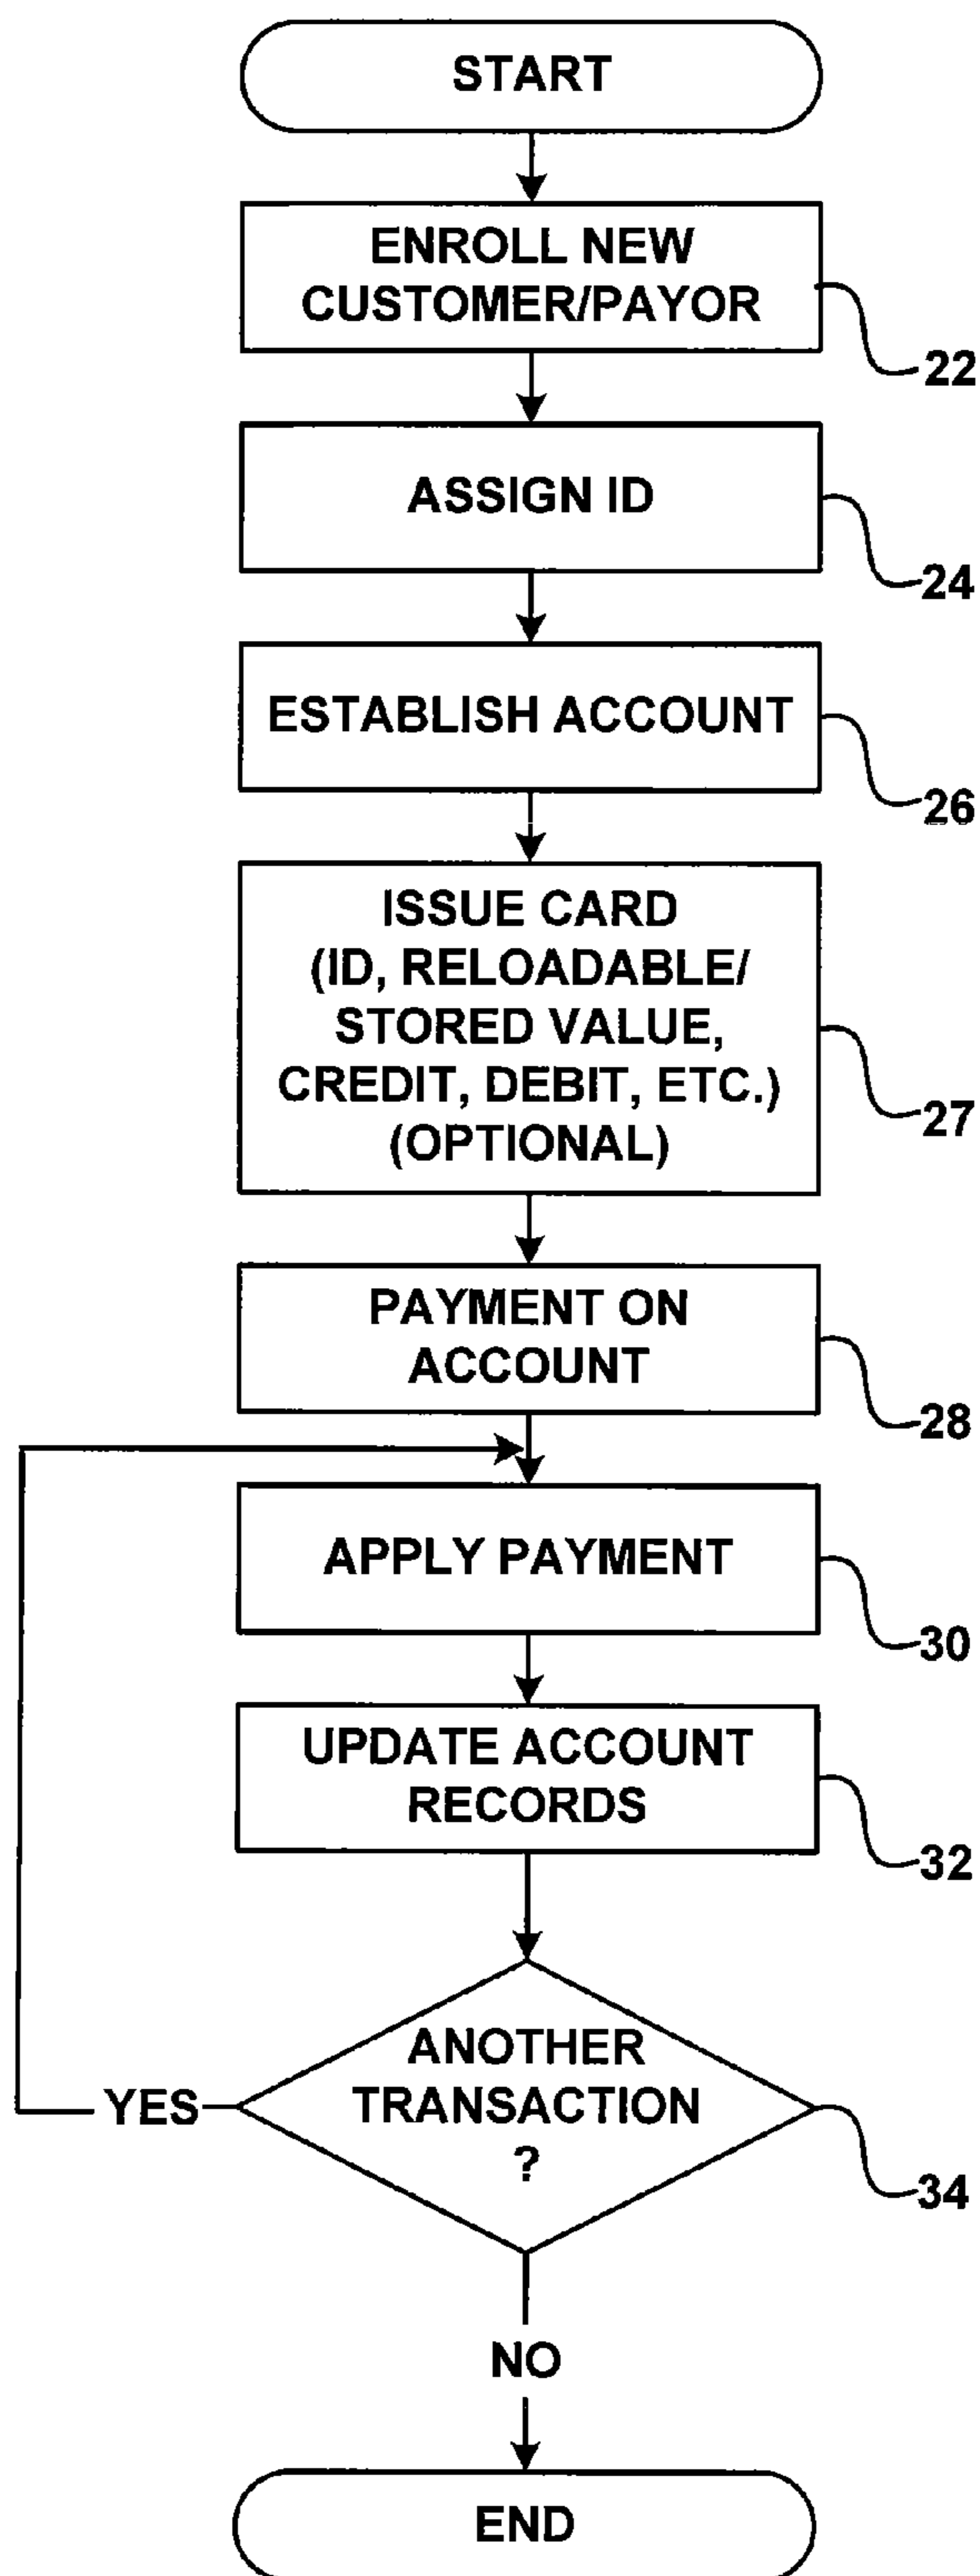 START
ENROLL NEW
CUSTOMER/PAYOR
22
ASSIGN ID
24
ESTABLISH ACCOUNT
26
ISSUE CARD
(ID, RELOADABLE/
STORED VALUE,
CREDIT, DEBIT, ETC.)
(OPTIONAL)
27
PAYMENT ON
ACCOUNT
28
APPLY PAYMENT
30
UPDATE ACCOUNT
RECORDS
32
ANOTHER
TRANSACTION
?
YES
34
NO
END